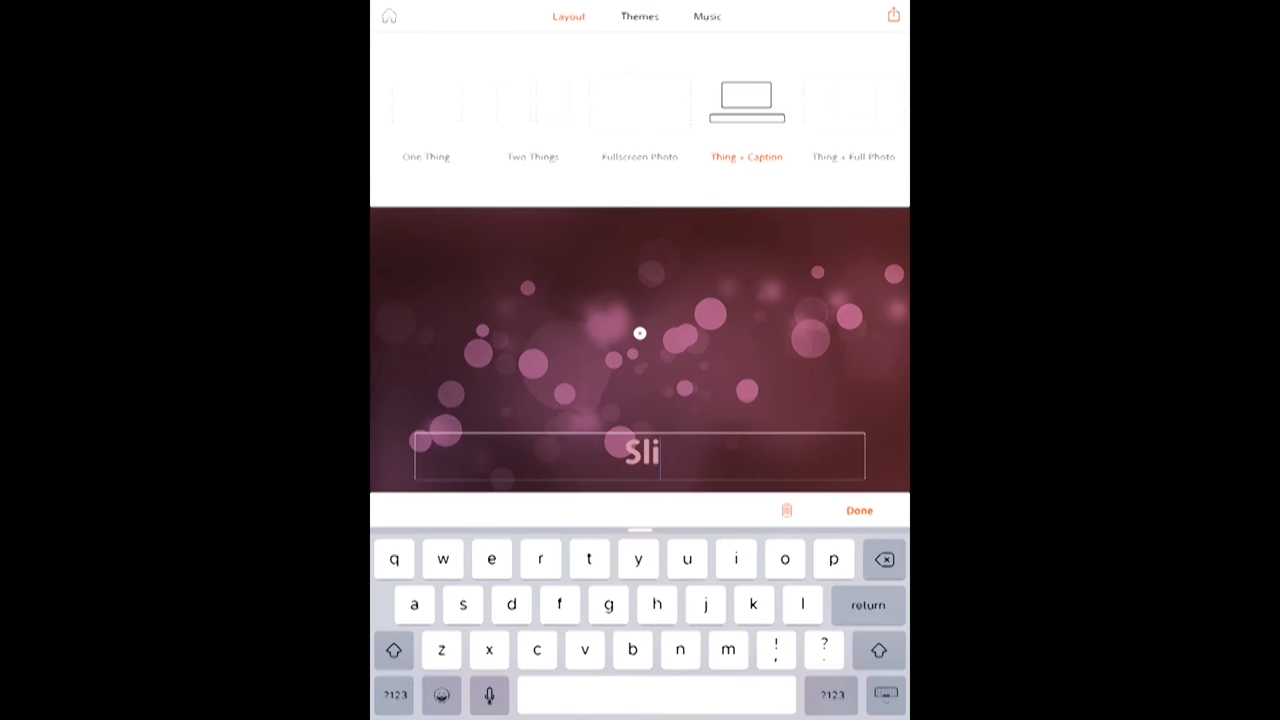 Layout Themes Music
One Thing Two Things Fullscreen Photo Thing + Caption Thing + Full Photo
Sli
Done
q w e r t y u i o p
a s d f g h j k l return
z x c v b n m ! , ? .
?123 ?123